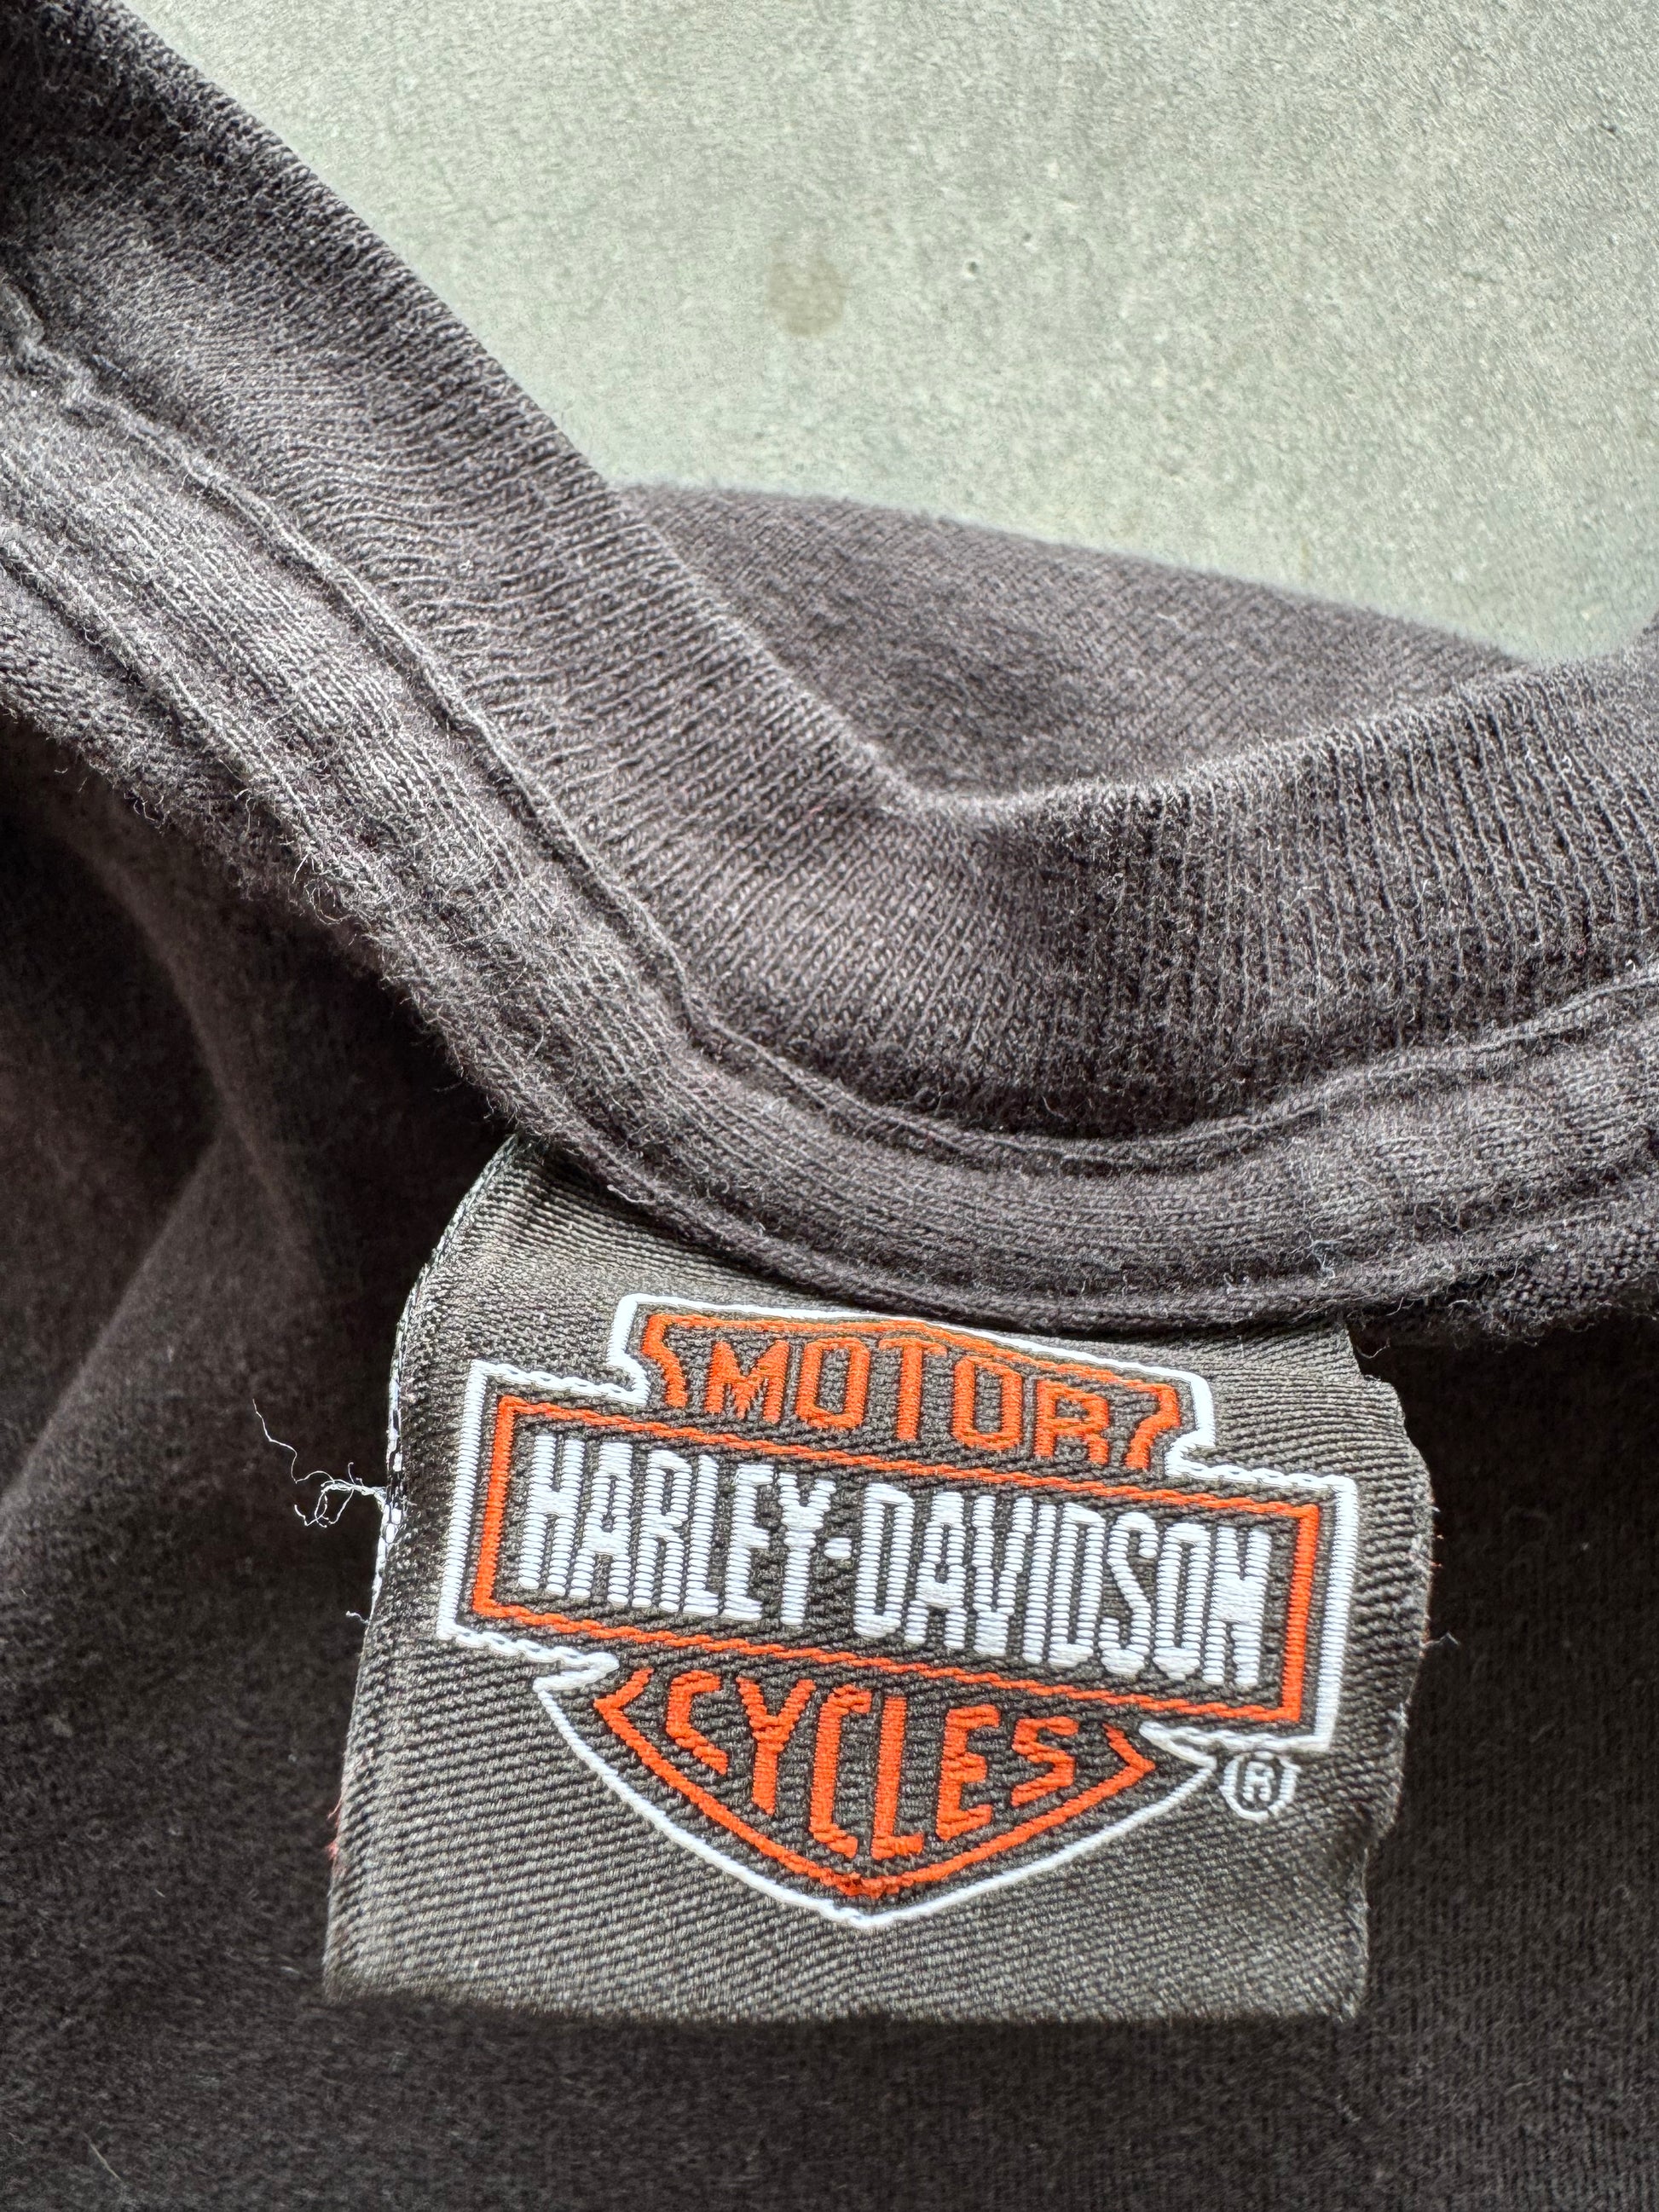 MOTOR
HARLEY-DAVIDSON
CYCLES
®